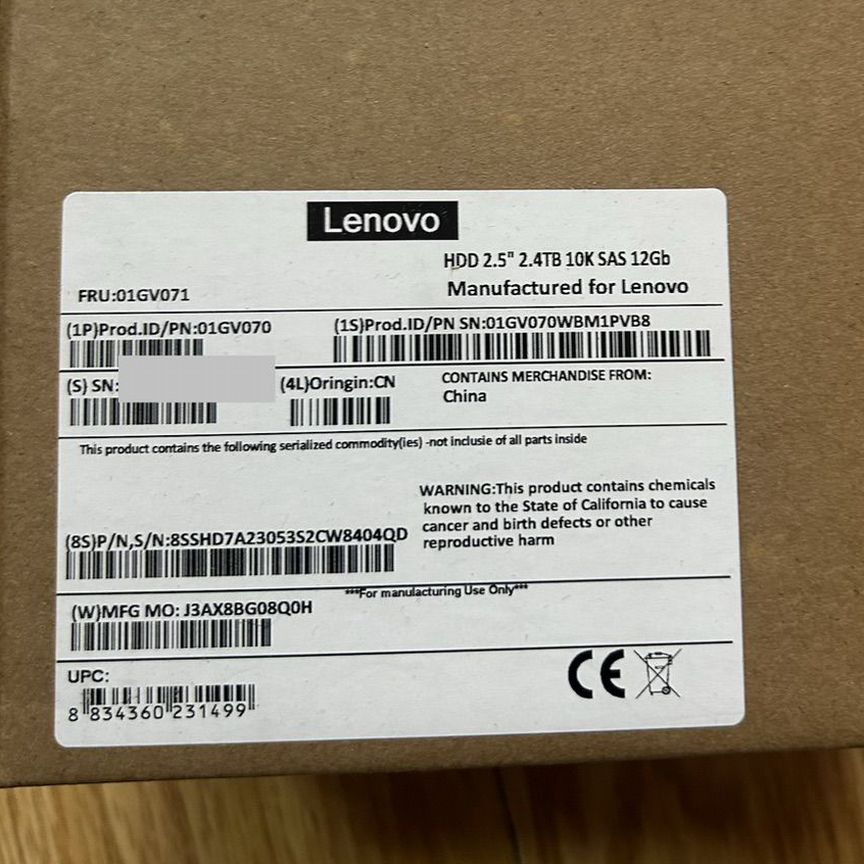 Lenovo
HDD 2.5" 2.4TB 10K SAS 12Gb
Manufactured for Lenovo
FRU:01GV071
(1P)Prod.ID/PN:01GV070
(1S)Prod.ID/PN SN:01GV070WBM1PVB8
(S) SN:
(4L)Oringin:CN
CONTAINS MERCHANDISE FROM:
China
This product contains the following serialized commodity(ies) -not inclusie of all parts inside
WARNING:This product contains chemicals
known to the State of California to cause
cancer and birth defects or other
reproductive harm
(8S)P/N,S/N:8SSHD7A23053S2CW8404QD
***For manufacturing Use Only***
(W)MFG MO: J3AX8BG08Q0H
UPC:
8 834360 231499
CE